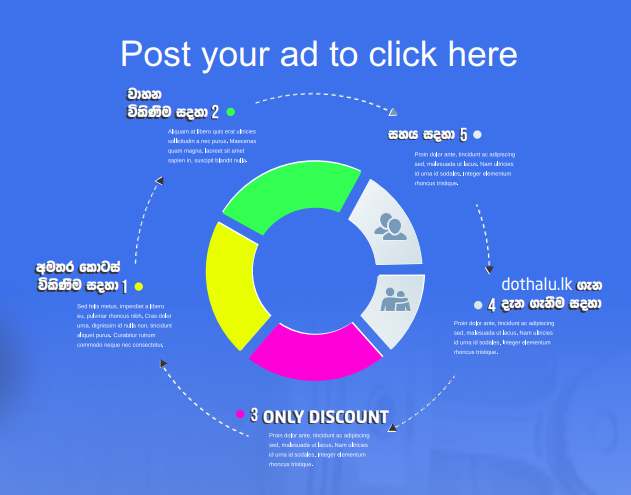 Post your ad to click here
වාහන
විකිණීම සදහා 2
Aliquam at libero quis erat ultricies
sollicitudin a nec purus. Maecenas
quam magna, laoreet sit amet
sapien in, suscipit blandit nulla.
සහය සදහා 5
Proin dolor ante, tincidunt ac adipiscing
sed, malesuada ut lacus. Nam ultricies
id urna id sodales. Integer elementum
rhoncus tristique.
අමතර කොටස්
විකිණීම සදහා 1
Sed felis metus, imperdiet a libero
eu, pulvinar rhoncus nibh. Cras dolor
urna, dignissim id nulla non, tincidunt
aliquet purus. Curabitur rutrum
commodo neque nec consectetur.
dothalu.lk ගැන
4 දැන ගැනීම සදහා
Proin dolor ante, tincidunt ac adipiscing
sed, malesuada ut lacus. Nam ultricies
id urna id sodales. Integer elementum
rhoncus tristique.
3 ONLY DISCOUNT
Proin dolor ante, tincidunt ac adipiscing
sed, malesuada ut lacus. Nam ultricies
id urna id sodales. Integer elementum
rhoncus tristique.